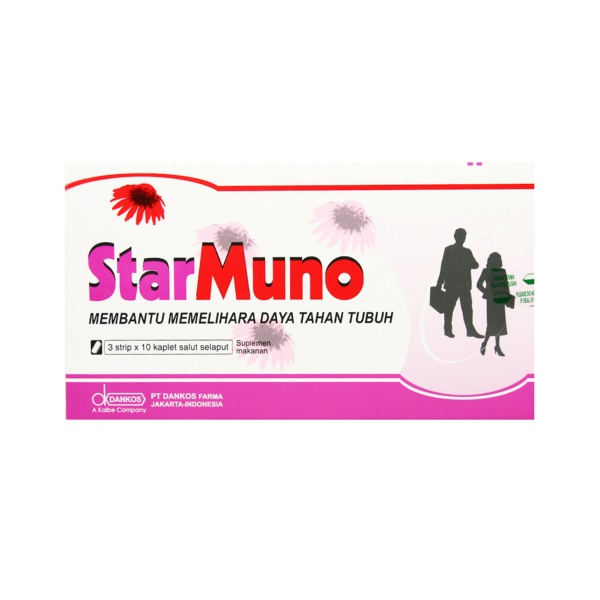 StarMuno
MEMBANTU MEMELIHARA DAYA TAHAN TUBUH
3 strip x 10 kaplet salut selaput
Suplemen
makanan
DANKOS
A Kalbe Company
PT DANKOS FARMA
JAKARTA-INDONESIA